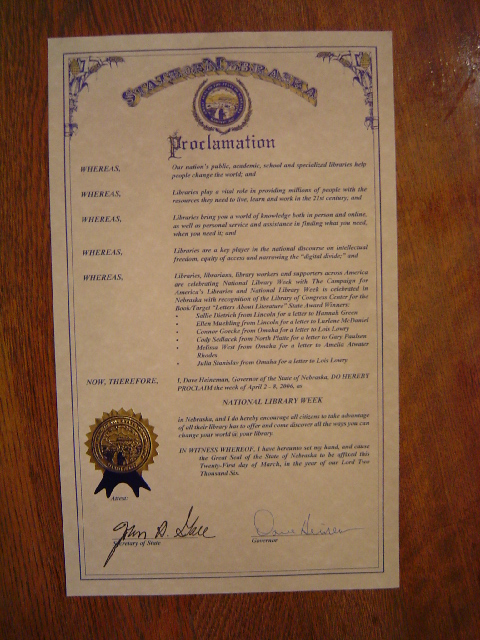 STATE OF NEBRASKA
Proclamation
WHEREAS, Our nation's public, academic, school and specialized libraries help
people change the world; and
WHEREAS, Libraries play a vital role in providing millions of people with the
resources they need to live, learn and work in the 21st century; and
WHEREAS, Libraries bring you a world of knowledge both in person and online,
as well as personal service and assistance in finding what you need,
when you need it; and
WHEREAS, Libraries are a key player in the national discourse on intellectual
freedom, equity of access and narrowing the "digital divide;" and
WHEREAS, Libraries, librarians, library workers and supporters across America
are celebrating National Library Week with The Campaign for
America's Libraries and National Library Week is celebrated in
Nebraska with recognition of the Library of Congress Center for the
Book/Target "Letters About Literature" State Award Winners:
• Sallie Dietrich from Lincoln for a letter to Hannah Green
• Ellen Muehling from Lincoln for a letter to Lurlene McDaniel
• Connor Goecke from Omaha for a letter to Lois Lowry
• Cody Sedlacek from North Platte for a letter to Gary Paulsen
• Melissa West from Omaha for a letter to Amelia Atwater
Rhodes
• Julia Stanislav from Omaha for a letter to Lois Lowry
NOW, THEREFORE, I, Dave Heineman, Governor of the State of Nebraska, DO HEREBY
PROCLAIM the week of April 2 - 8, 2006, as
NATIONAL LIBRARY WEEK
in Nebraska, and I do hereby encourage all citizens to take advantage
of all their library has to offer and come discover all the ways you can
change your world @ your library.
IN WITNESS WHEREOF, I have hereunto set my hand, and cause
the Great Seal of the State of Nebraska to be affixed this
Twenty-First day of March, in the year of our Lord Two
Thousand Six.
Attest:
John A. Gale
Dave Heineman
Secretary of State
Governor